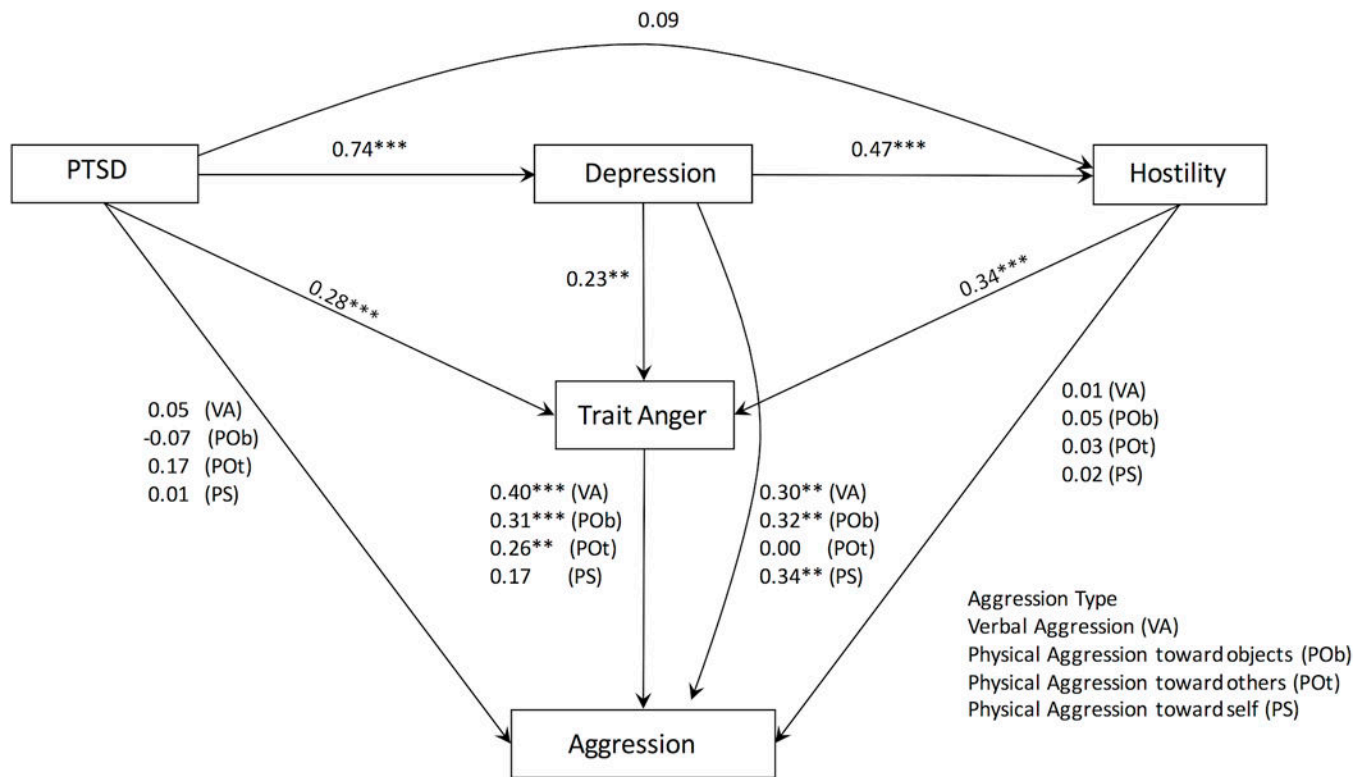 0.09
PTSD
0.74***
Depression
0.47***
Hostility
0.28***
0.23**
0.34***
Trait Anger
0.05 (VA)
-0.07 (POb)
0.17 (POt)
0.01 (PS)
0.40*** (VA)
0.31*** (POb)
0.26** (POt)
0.17 (PS)
0.30** (VA)
0.32** (POb)
0.00 (POt)
0.34** (PS)
0.01 (VA)
0.05 (POb)
0.03 (POt)
0.02 (PS)
Aggression Type
Verbal Aggression (VA)
Physical Aggression toward objects (POb)
Physical Aggression toward others (POt)
Physical Aggression toward self (PS)
Aggression